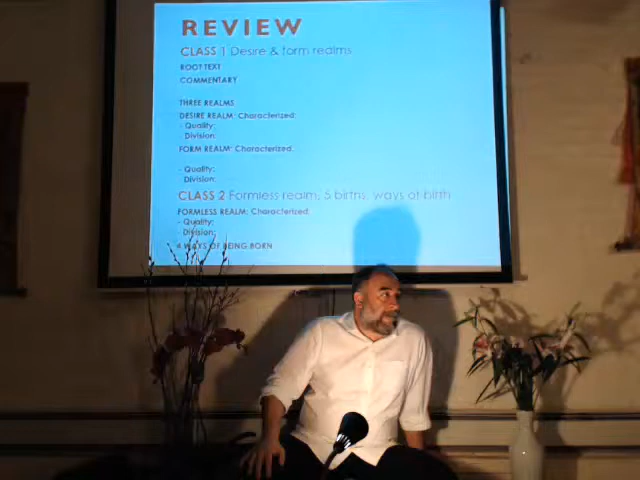 REVIEW
CLASS 1 Desire & form realms
ROOT TEXT
COMMENTARY
THREE REALMS
DESIRE REALM: Characterized:
- Quality:
- Division:
FORM REALM: Characterized:
- Quality:
Division:
CLASS 2 Formless realm, 5 births, ways of birth
FORMLESS REALM: Characterized:
- Quality:
- Division:
4 WAYS OF BEING BORN